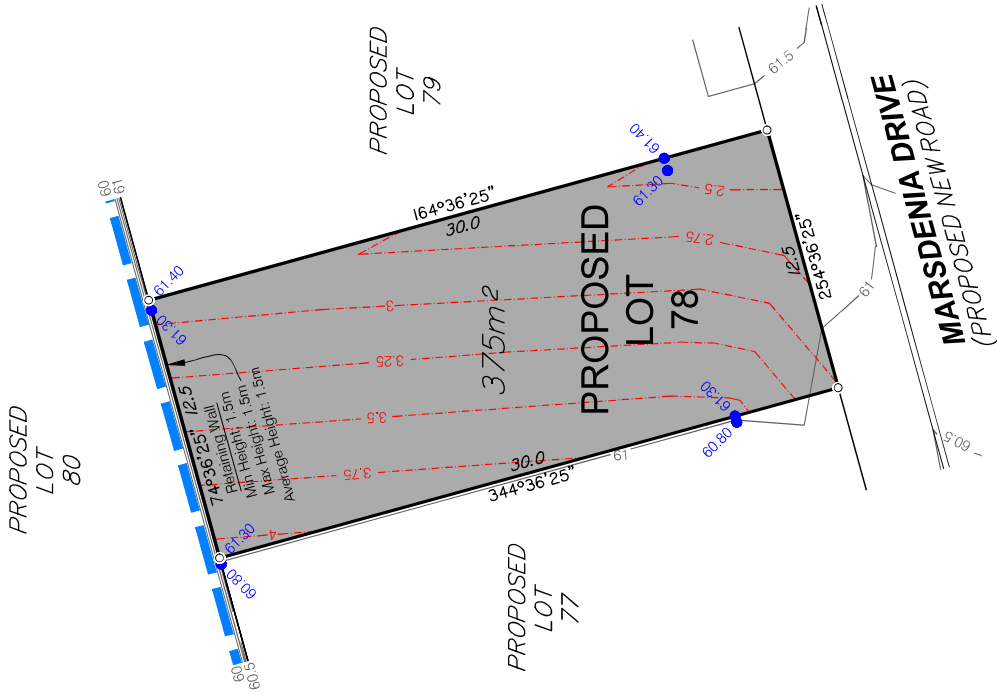 PROPOSED
LOT
79
61.5
MARSDENIA DRIVE
(PROPOSED NEW ROAD)
60
61
61.40
61.30
164°36'25"
30.0
2.5
2.75
12.5
254°36'25"
61
61.40
61.30
3
3.25
3.5
3.75
4
375m2
PROPOSED
LOT
78
74°36'25"
12.5
Retaining Wall
Min Height: 1.5m
Max Height: 1.5m
Average Height: 1.5m
61.30
60.80
30.0
344°36'25"
61
61.30
60.80
60.5
60
60.5
PROPOSED
LOT
80
PROPOSED
LOT
77